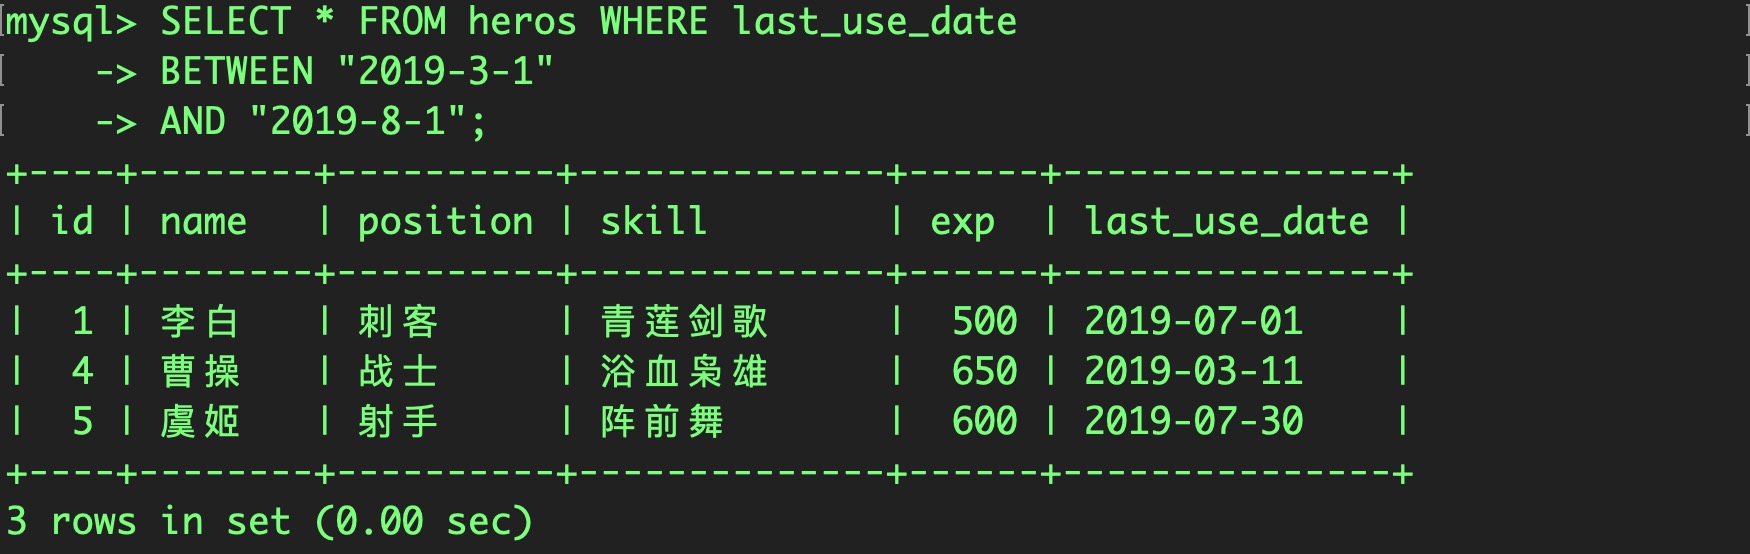 mysql> SELECT * FROM heros WHERE last_use_date
    -> BETWEEN "2019-3-1"
    -> AND "2019-8-1";
+----+--------+----------+--------------+------+---------------+
| id | name   | position | skill        | exp  | last_use_date |
+----+--------+----------+--------------+------+---------------+
|  1 | 李白   | 刺客     | 青莲剑歌     |  500 | 2019-07-01    |
|  4 | 曹操   | 战士     | 浴血枭雄     |  650 | 2019-03-11    |
|  5 | 虞姬   | 射手     | 阵前舞       |  600 | 2019-07-30    |
+----+--------+----------+--------------+------+---------------+
3 rows in set (0.00 sec)